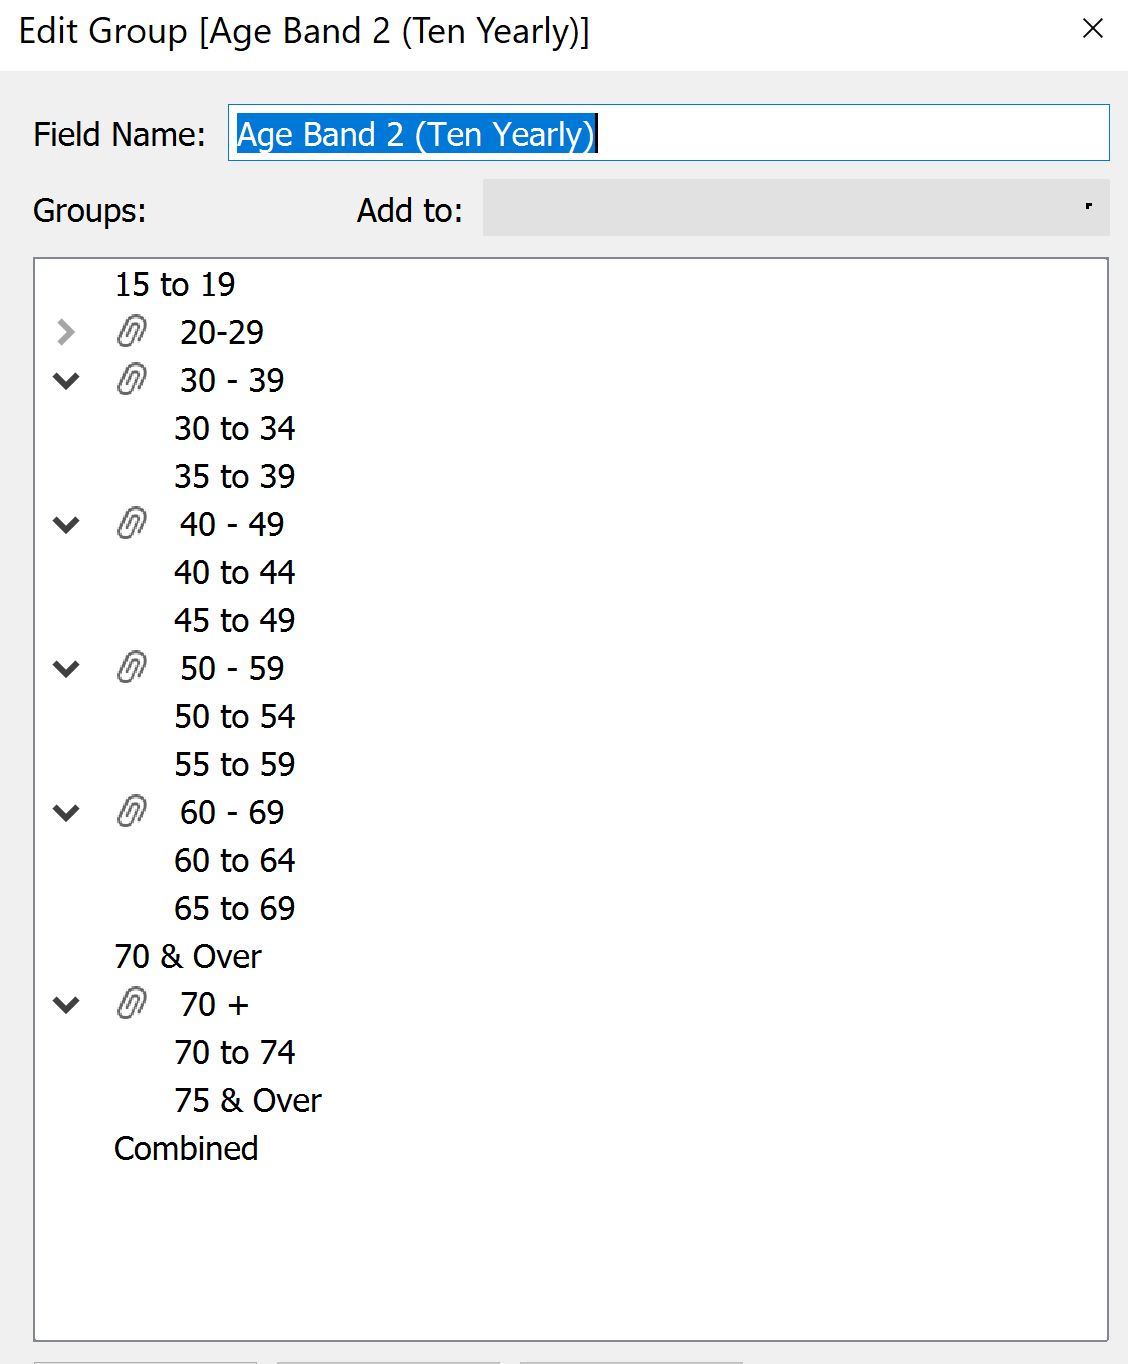 Edit Group [Age Band 2 (Ten Yearly)]
Field Name: Age Band 2 (Ten Yearly)
Groups: Add to:
15 to 19
20-29
30 - 39
30 to 34
35 to 39
40 - 49
40 to 44
45 to 49
50 - 59
50 to 54
55 to 59
60 - 69
60 to 64
65 to 69
70 & Over
70 +
70 to 74
75 & Over
Combined